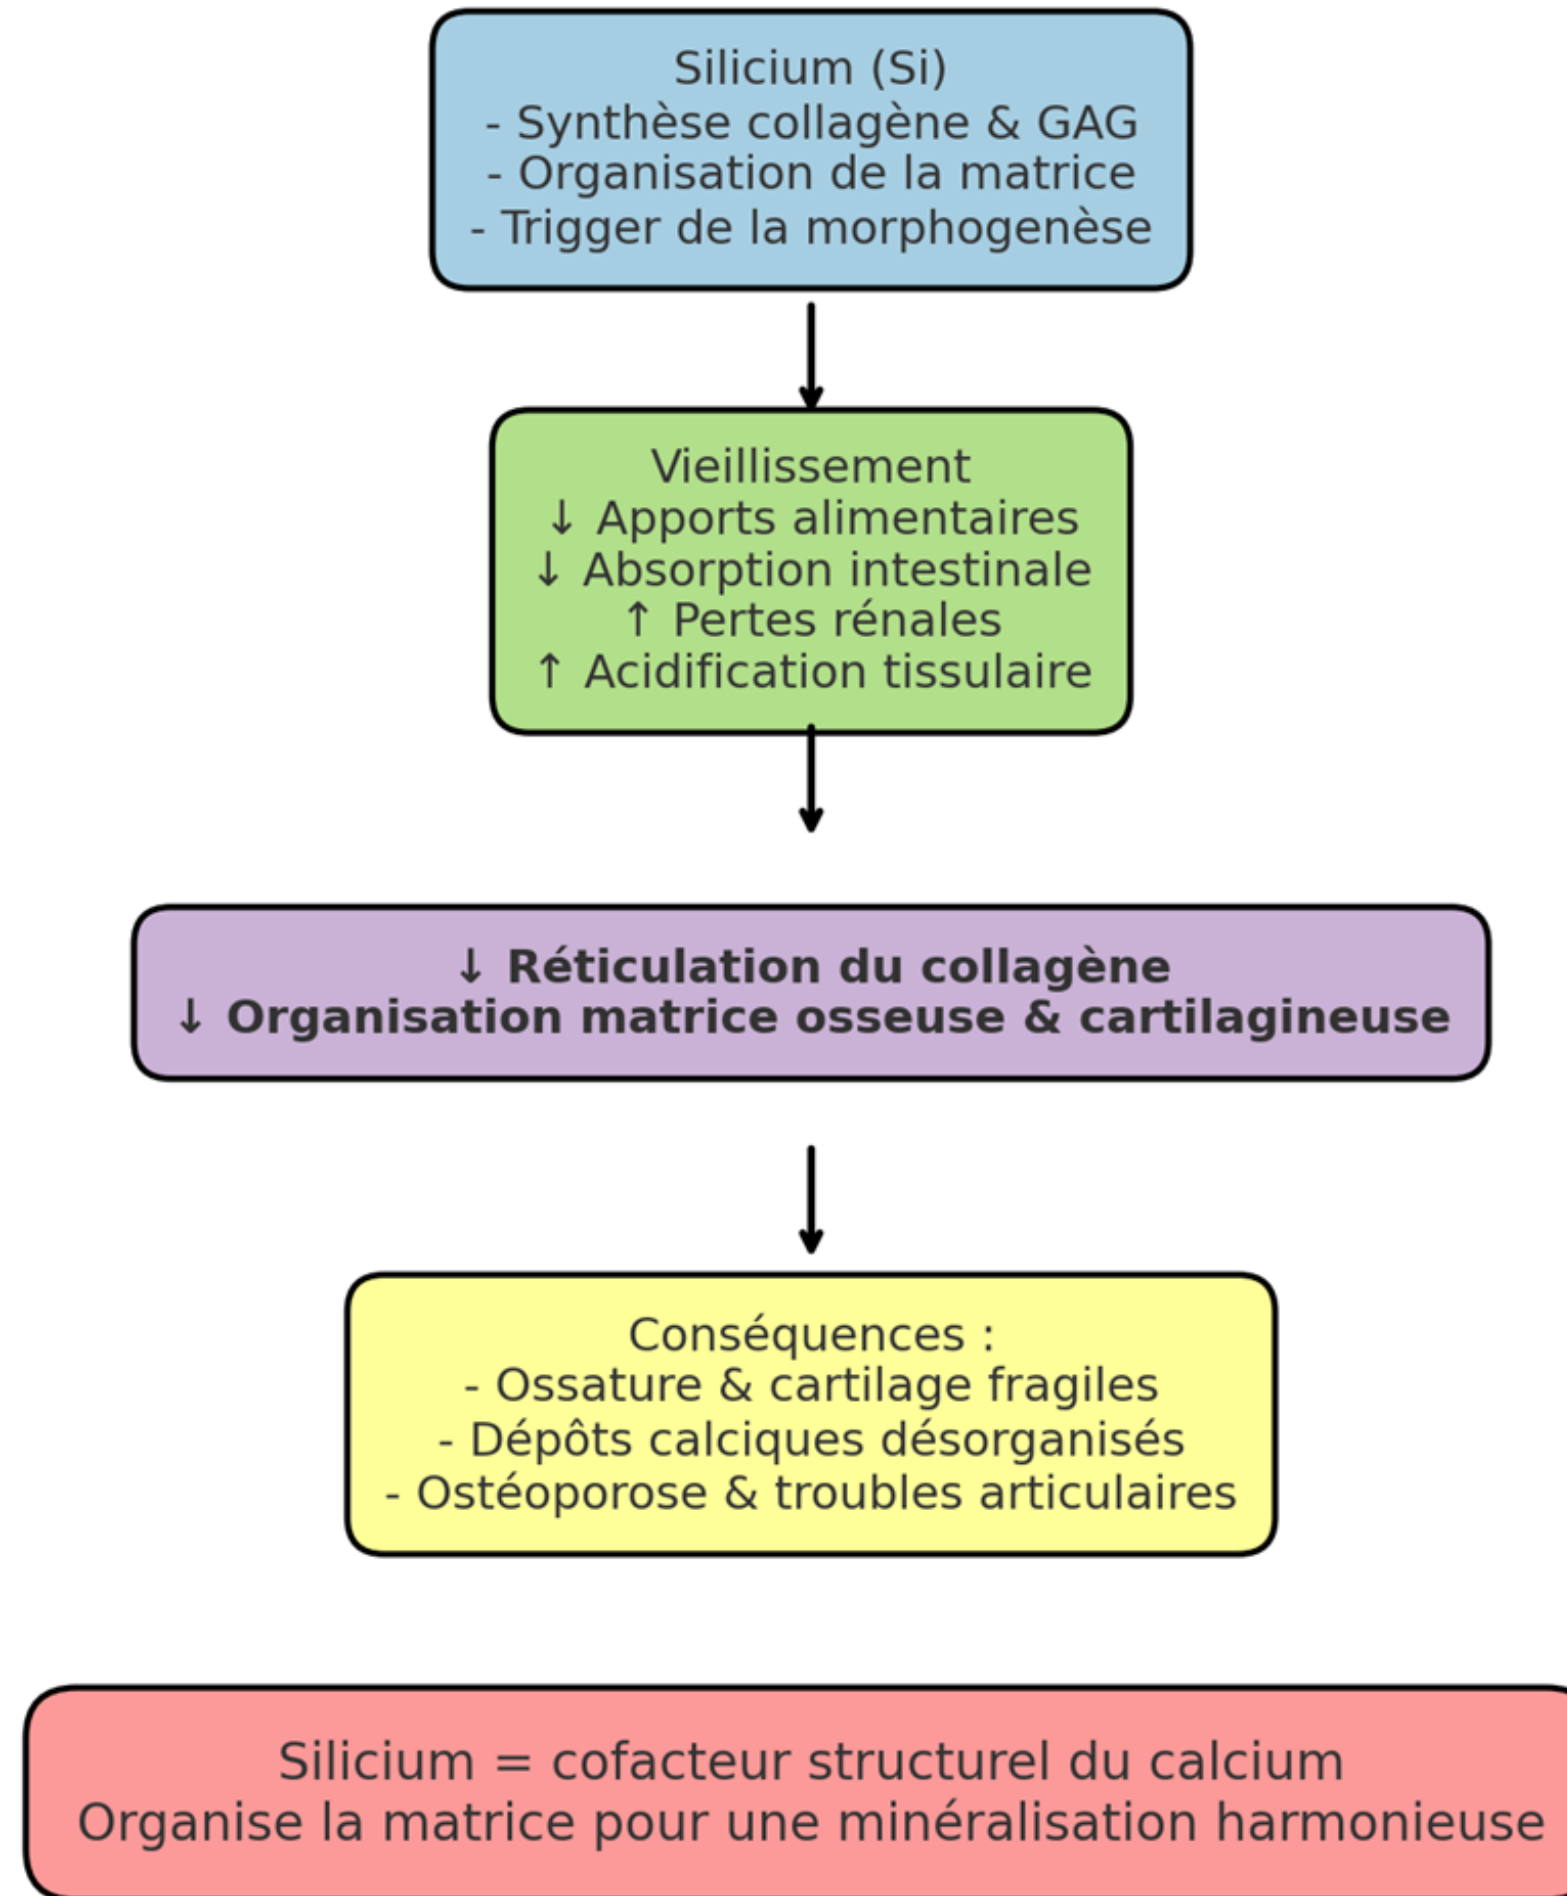 Silicium (Si)
- Synthèse collagène & GAG
- Organisation de la matrice
- Trigger de la morphogenèse
Vieillissement
↓ Apports alimentaires
↓ Absorption intestinale
↑ Pertes rénales
↑ Acidification tissulaire
↓ Réticulation du collagène
↓ Organisation matrice osseuse & cartilagineuse
Conséquences :
- Ossature & cartilage fragiles
- Dépôts calciques désorganisés
- Ostéoporose & troubles articulaires
Silicium = cofacteur structurel du calcium
Organise la matrice pour une minéralisation harmonieuse